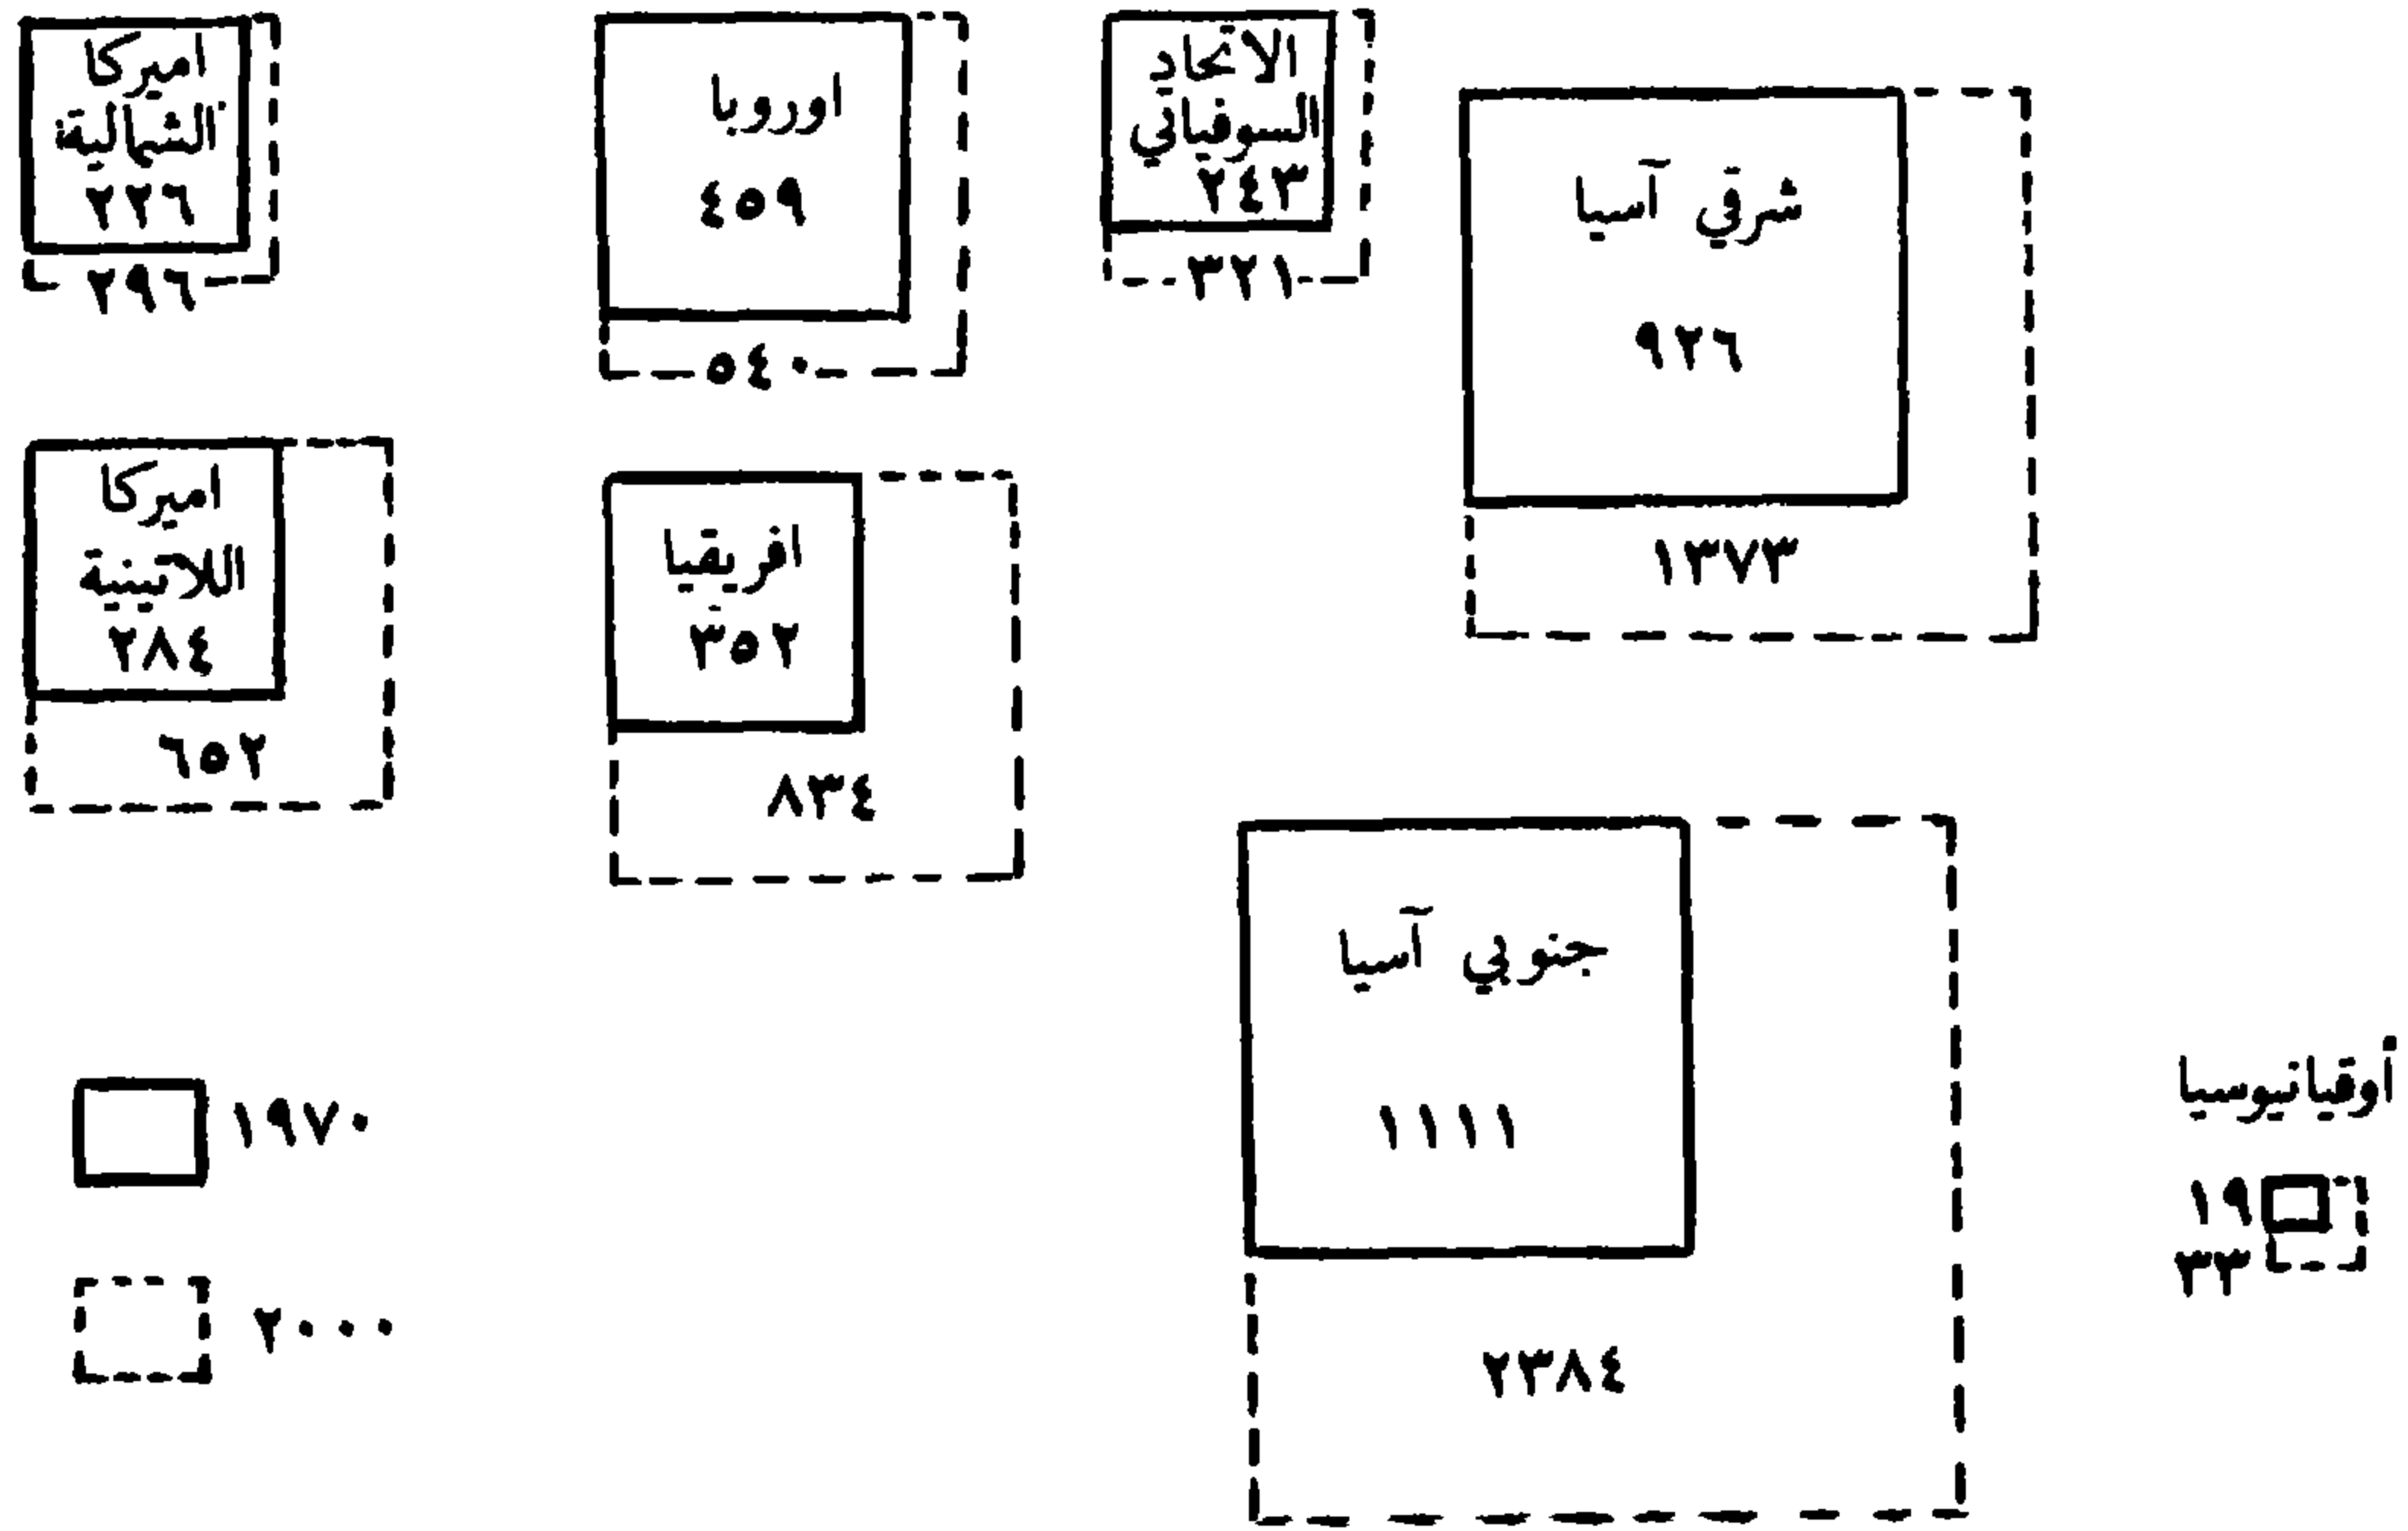 اميركا
الشمالية
٢٢٦
٢٩٦
اوروبا
٤٥٩
٥٤٠
الاتحاد
السوفياتي
٢٤٣
٣٢١
شرقي آسيا
٩٢٦
١٣٧٣
اميركا
اللاتينية
٢٨٤
٦٥٢
افريقيا
٣٥٢
٨٣٤
جنوبي آسيا
١١١١
٢٣٨٤
أوقيانيوسيا
١٩
٣٣
١٩٧٠
٢٠٠٠